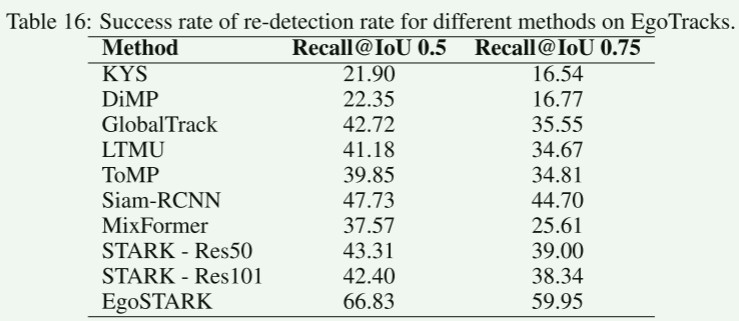 Table 16: Success rate of re-detection rate for different methods on EgoTracks.
Method Recall@IoU 0.5 Recall@IoU 0.75
KYS 21.90 16.54
DiMP 22.35 16.77
GlobalTrack 42.72 35.55
LTMU 41.18 34.67
ToMP 39.85 34.81
Siam-RCNN 47.73 44.70
MixFormer 37.57 25.61
STARK - Res50 43.31 39.00
STARK - Res101 42.40 38.34
EgoSTARK 66.83 59.95